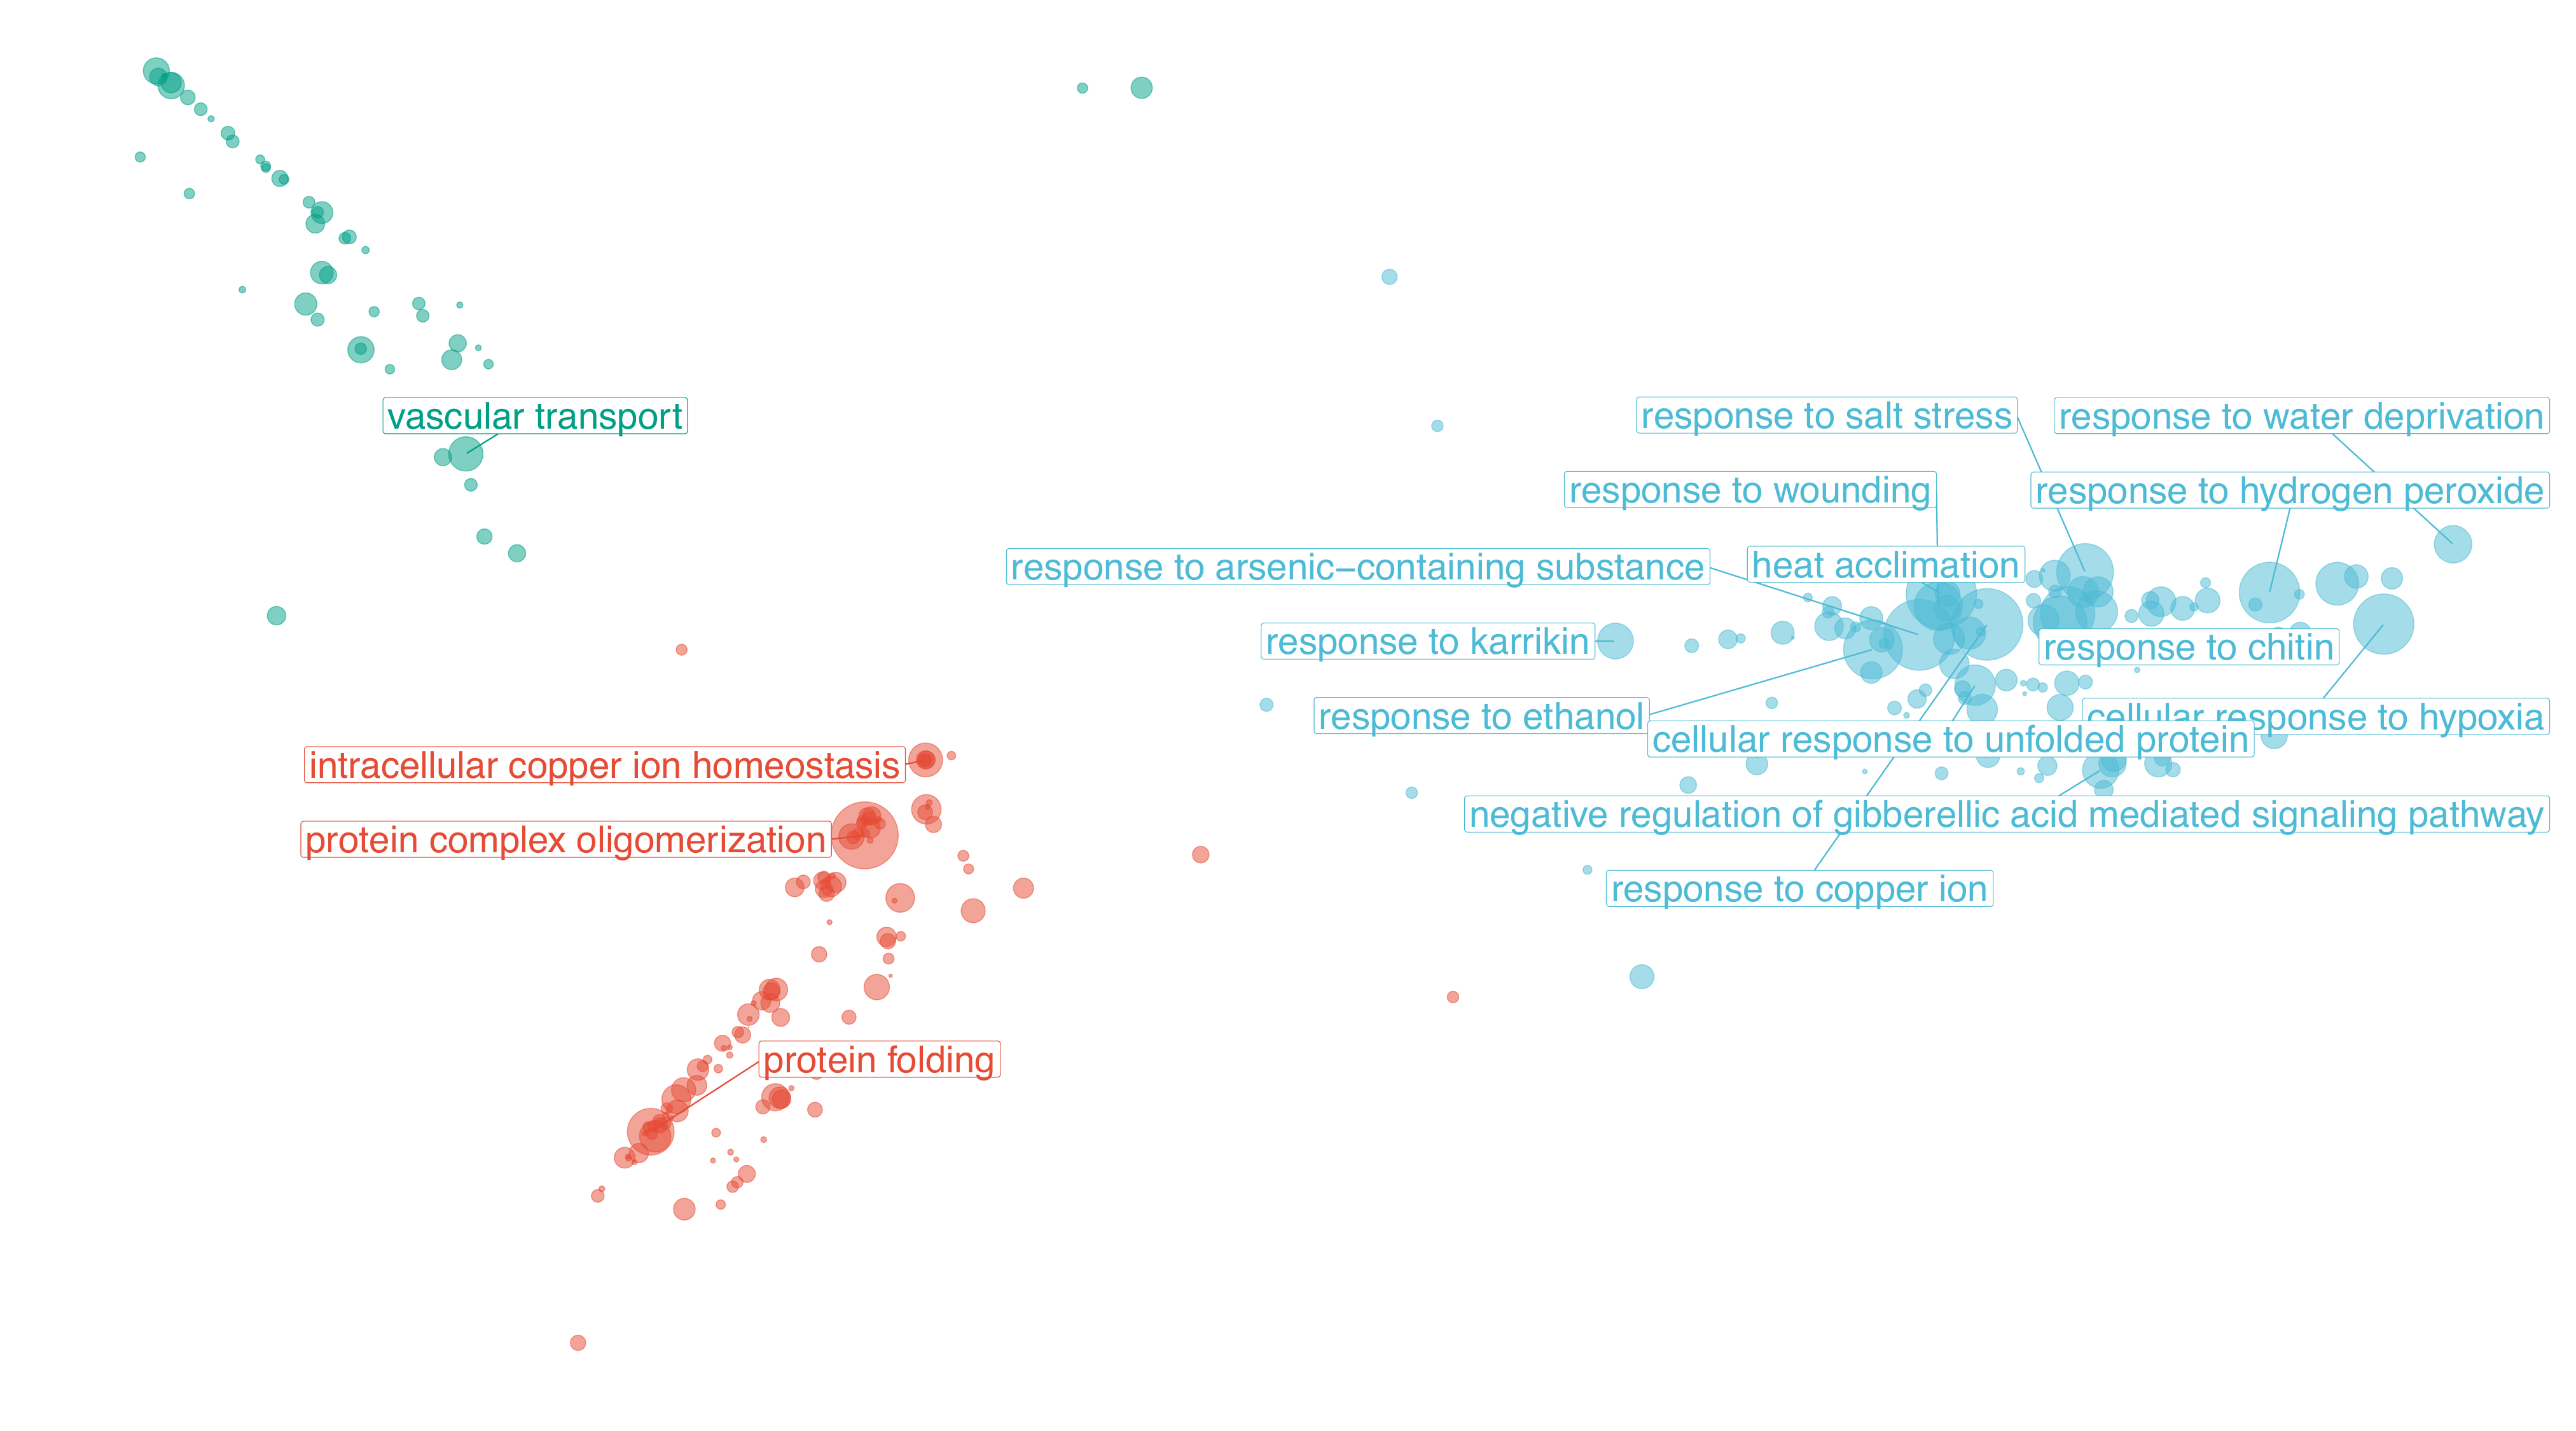 vascular transport
response to salt stress
response to water deprivation
response to wounding
response to hydrogen peroxide
response to arsenic−containing substance
heat acclimation
response to karrikin
response to chitin
response to ethanol
cellular response to hypoxia
cellular response to unfolded protein
intracellular copper ion homeostasis
negative regulation of gibberellic acid mediated signaling pathway
protein complex oligomerization
response to copper ion
protein folding